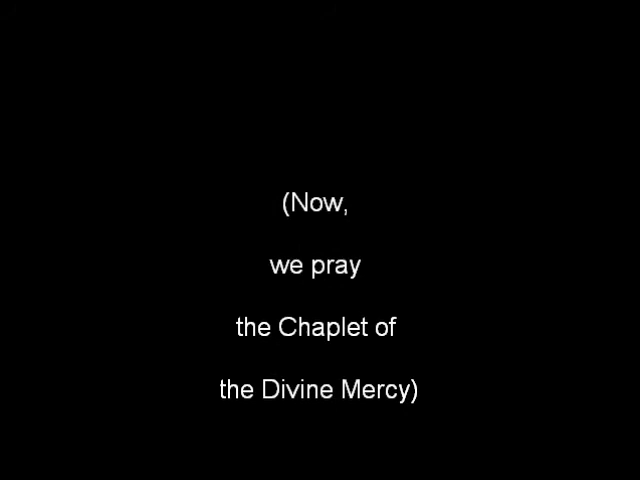 (Now,
we pray
the Chaplet of
the Divine Mercy)